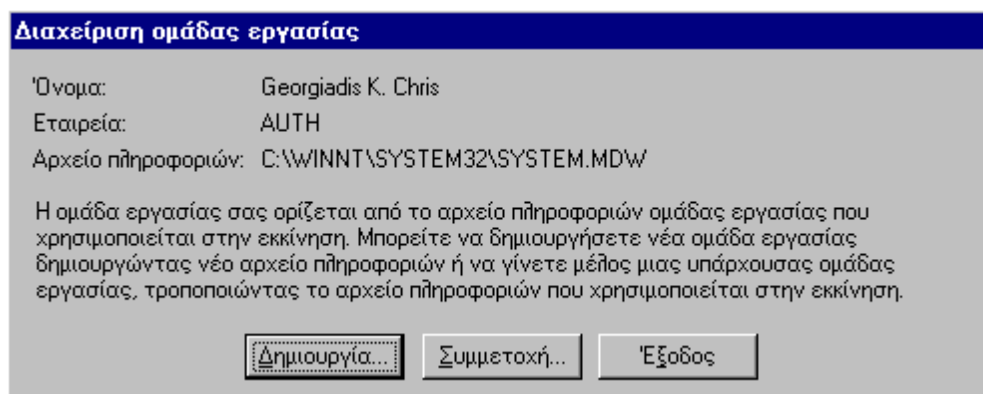 Διαχείριση ομάδας εργασίας
Όνομα: Georgiadis K. Chris
Εταιρεία: AUTH
Αρχείο πληροφοριών: C:\WINNT\SYSTEM32\SYSTEM.MDW
Η ομάδα εργασίας σας ορίζεται από το αρχείο πληροφοριών ομάδας εργασίας που
χρησιμοποιείται στην εκκίνηση. Μπορείτε να δημιουργήσετε νέα ομάδα εργασίας
δημιουργώντας νέο αρχείο πληροφοριών ή να γίνετε μέλος μιας υπάρχουσας ομάδας
εργασίας, τροποποιώντας το αρχείο πληροφοριών που χρησιμοποιείται στην εκκίνηση.
Δημιουργία... Συμμετοχή... Έξοδος